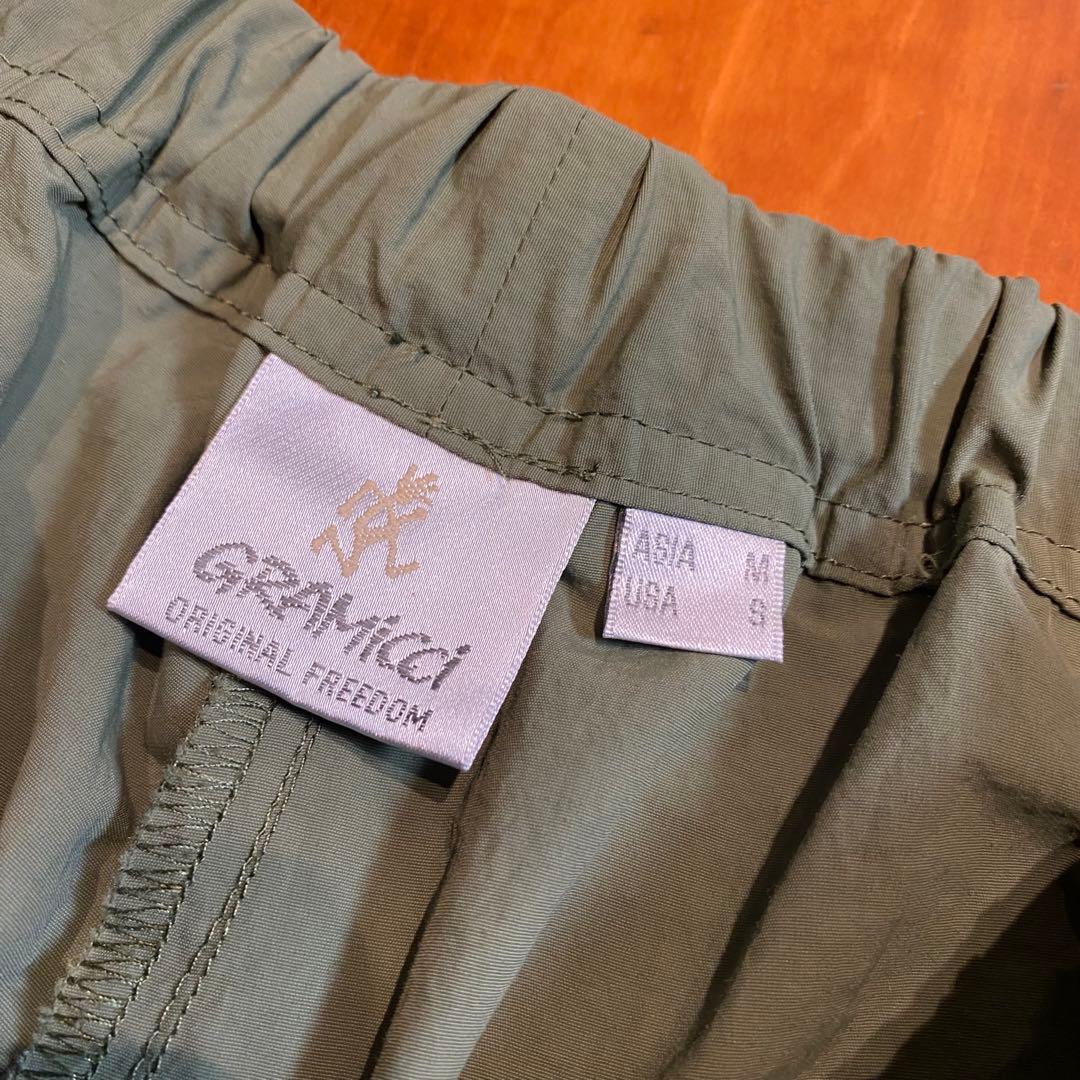 GRAMiCCi
ORIGINAL FREEDOM
ASIA M
USA S